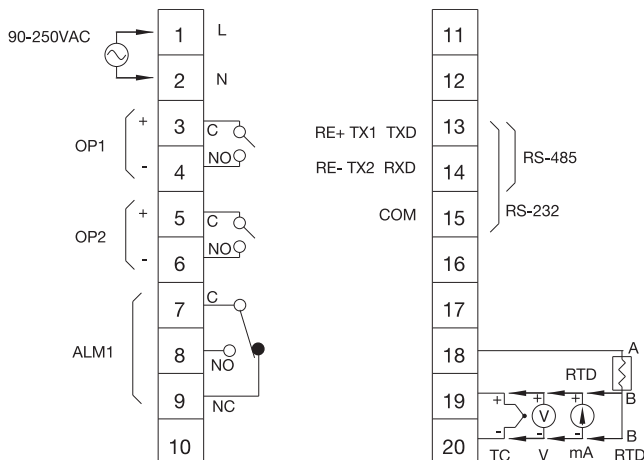 90-250VAC 1 L
2 N
OP1 + 3 C
- 4 NO
OP2 + 5 C
- 6 NO
ALM1 7 C
8 NO
9 NC
10
11
12
RE+ TX1 TXD 13
RE- TX2 RXD 14 RS-485
COM 15 RS-232
16
17
18 A
RTD
19 + + + B
V
20 - - - B
TC V mA RTD